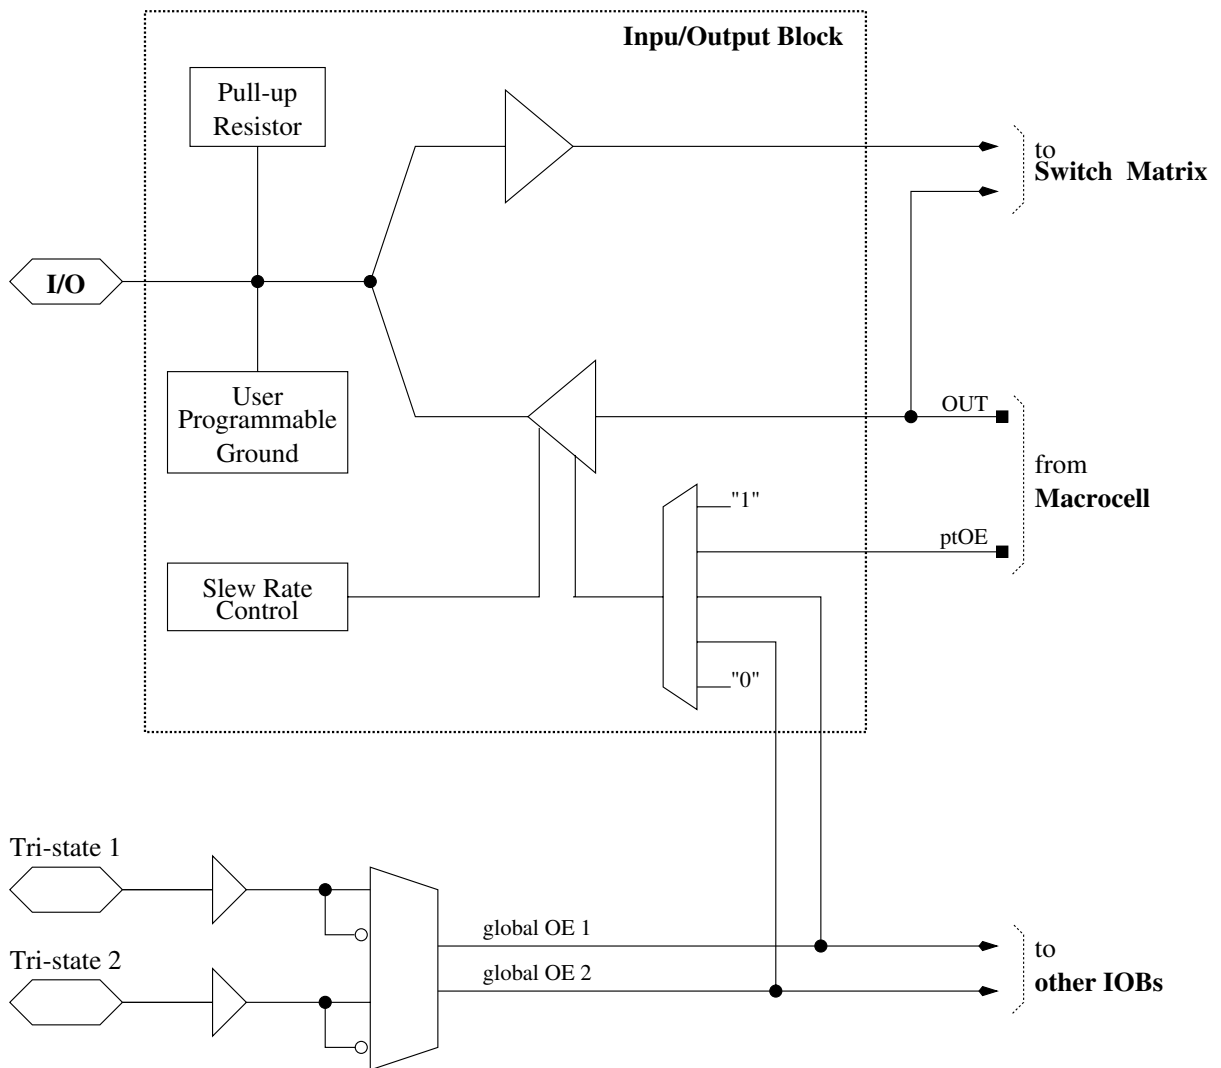 Inpu/Output Block
Pull-up
Resistor
to
Switch Matrix
I/O
User
Programmable
Ground
OUT
from
Macrocell
"1"
ptOE
Slew Rate
Control
"0"
Tri-state 1
global OE 1
to
other IOBs
Tri-state 2
global OE 2